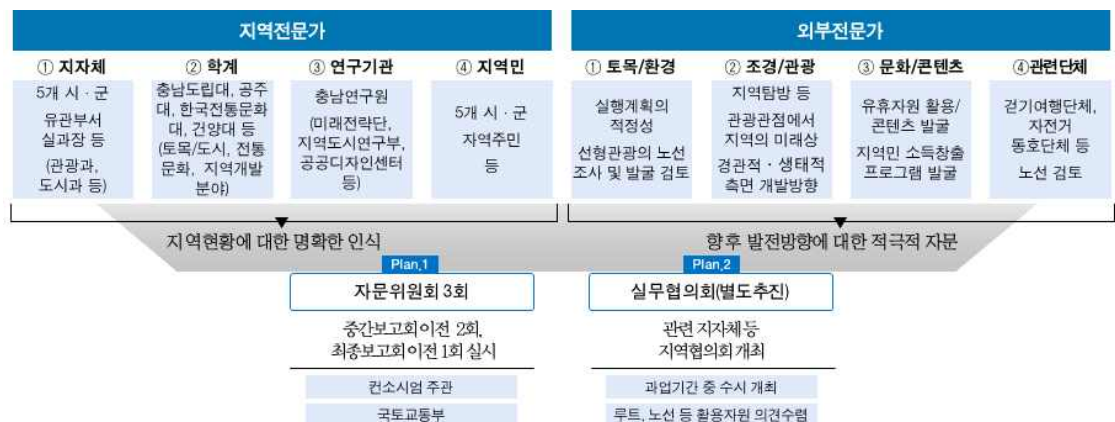 지역전문가
① 지자체
5개 시 · 군
유관부서
실과장 등
(관광과,
도시과 등)
② 학계
충남도립대, 공주
대, 한국전통문화
대, 건양대 등
(토목/도시, 전통
문화, 지역개발
분야)
③ 연구기관
충남연구원
(미래전략단,
지역도시연구부,
공공디자인센터
등)
④ 지역민
5개 시 · 군
자역주민
등
지역현황에 대한 명확한 인식
외부전문가
① 토목/환경
실행계획의
적정성
선형관광의 노선
조사 및 발굴 검토
② 조경/관광
지역탐방 등
관광관점에서
지역의 미래상
경관적 · 생태적
측면 개발방향
③ 문화/콘텐츠
유휴자원 활용/
콘텐츠 발굴
지역민 소득창출
프로그램 발굴
④관련단체
걷기여행단체,
자전거
동호단체 등
노선 검토
향후 발전방향에 대한 적극적 자문
Plan.1
자문위원회 3회
중간보고회 이전 2회,
최종보고회 이전 1회 실시
컨소시엄 주관
국토교통부
Plan.2
실무협의회(별도추진)
관련 지자체 등
지역협의회 개최
과업기간 중 수시 개최
루트, 노선 등 활용자원 의견수렴